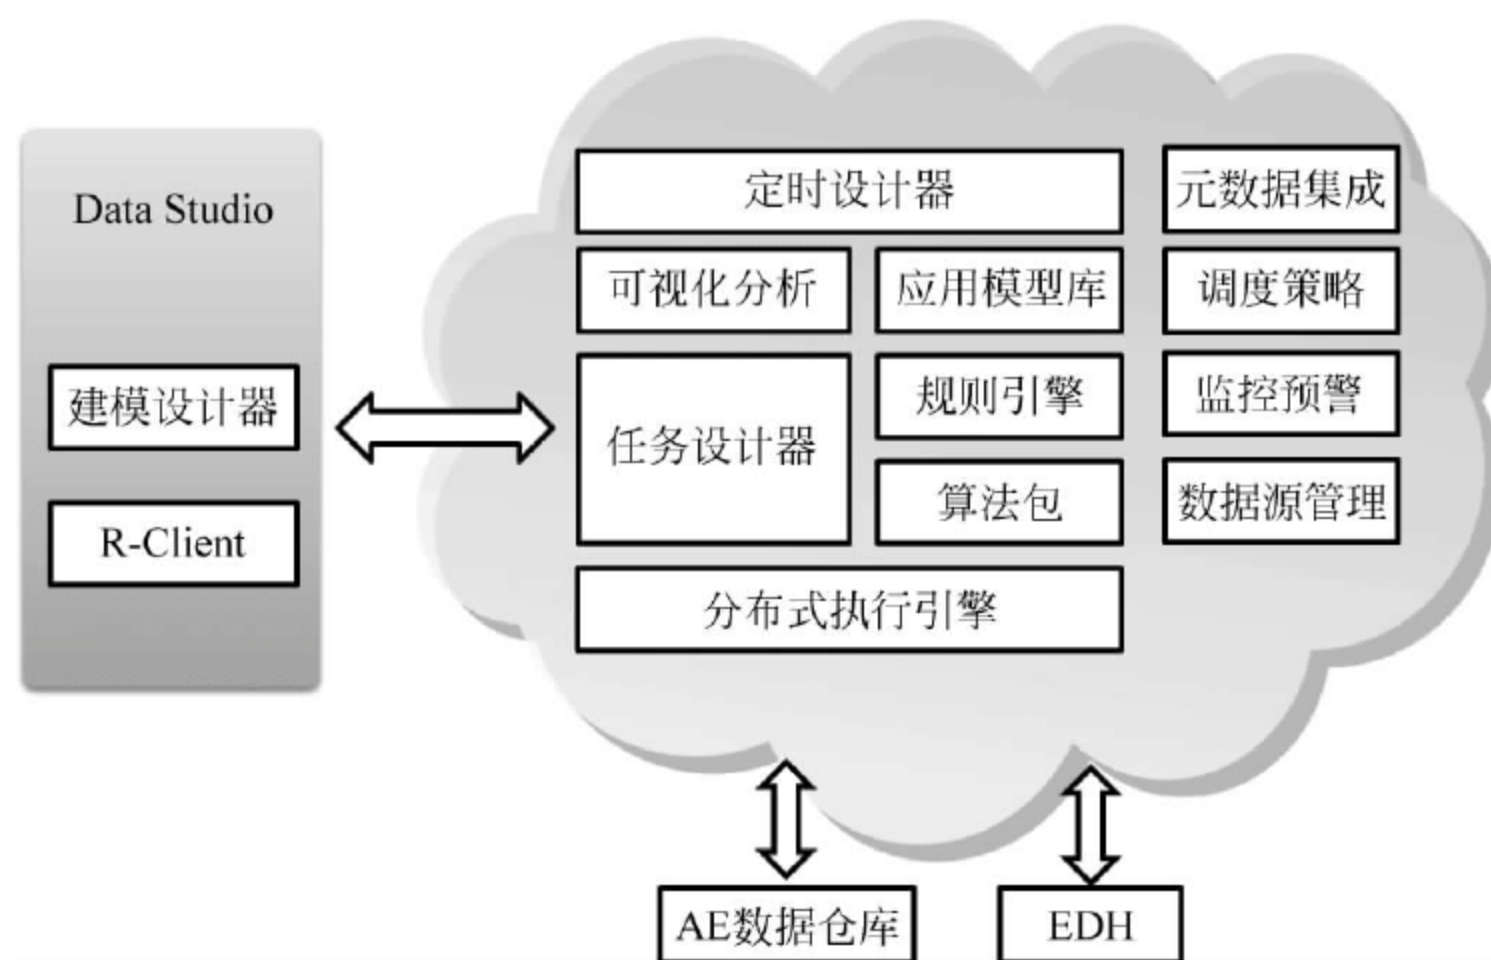 Data Studio
建模设计器
R-Client
定时设计器
元数据集成
可视化分析
应用模型库
调度策略
任务设计器
规则引擎
监控预警
算法包
数据源管理
分布式执行引擎
AE数据仓库
EDH